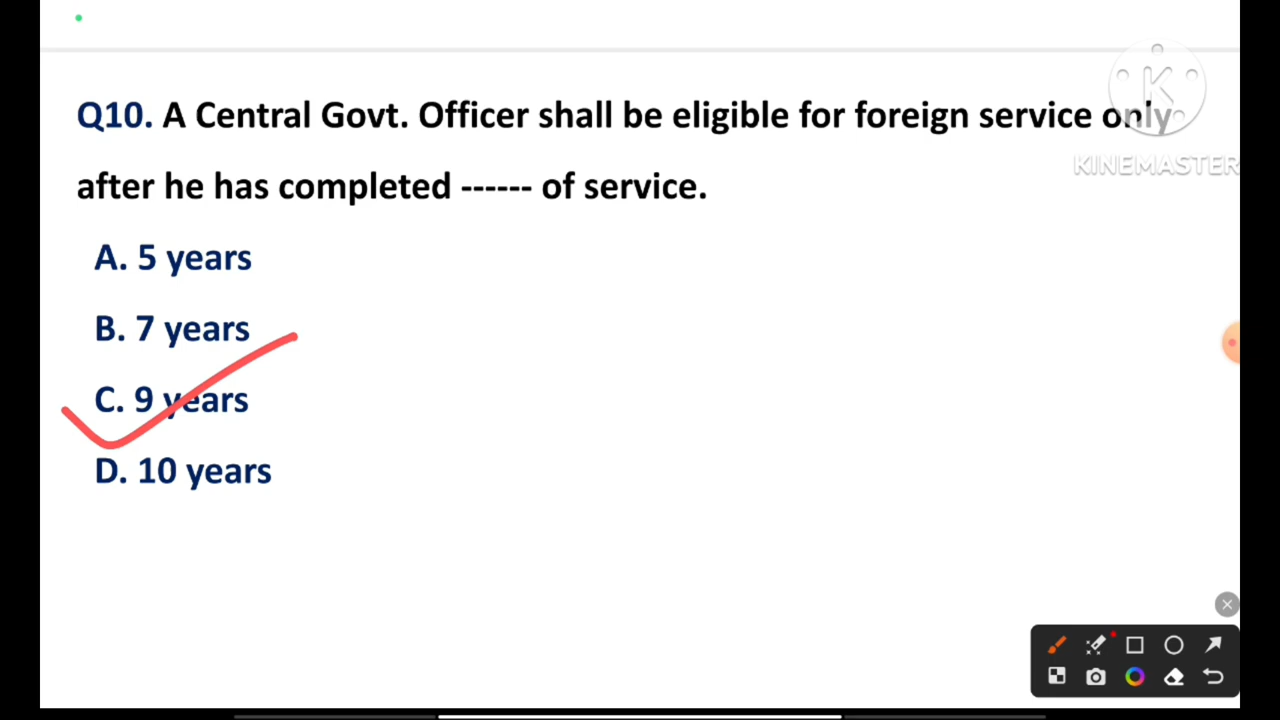 Q10. A Central Govt. Officer shall be eligible for foreign service only
after he has completed ------ of service.
A. 5 years
B. 7 years
C. 9 years
D. 10 years
K
KINEMASTER